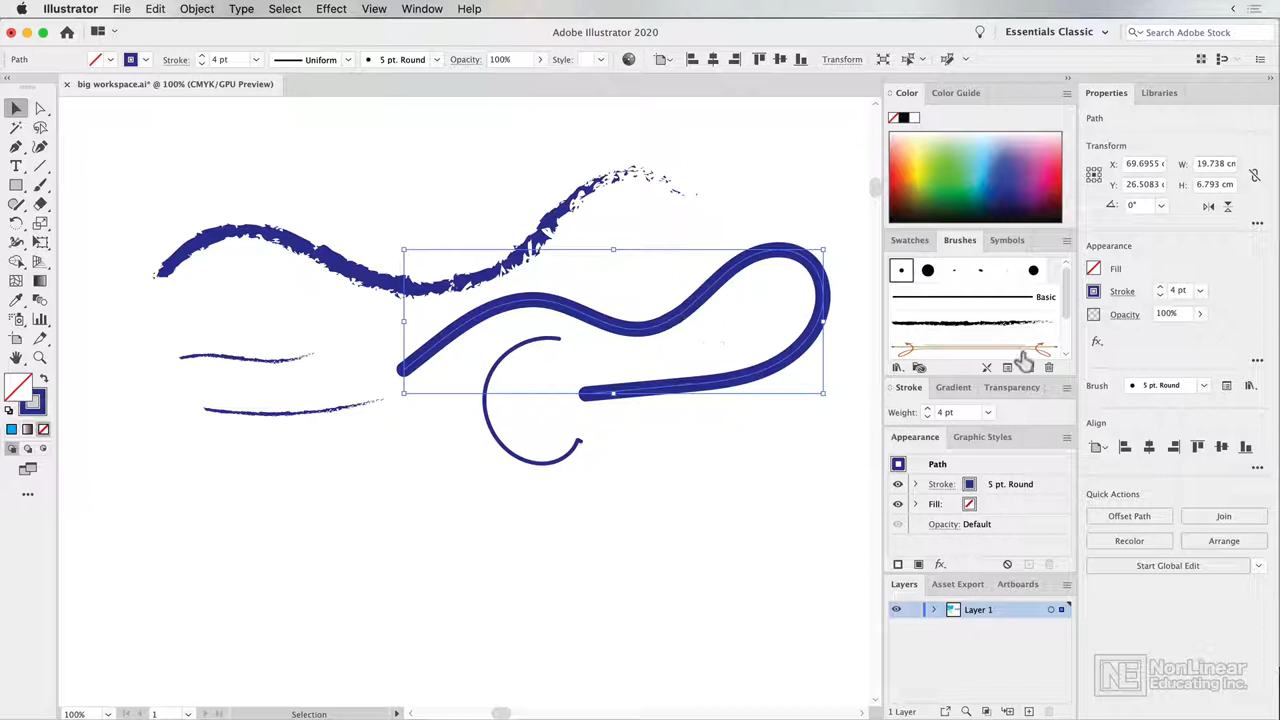 Illustrator File Edit Object Type Select Effect View Window Help
Adobe Illustrator 2020
Essentials Classic
Search Adobe Stock
Path Stroke: 4 pt Uniform 5 pt. Round Opacity: 100% Style: Transform
big workspace.ai* @ 100% (CMYK/GPU Preview)
Color Color Guide
Properties Libraries
Path
Transform
X: 69.6955 c W: 19.738 cm
Y: 26.5083 c H: 6.793 cm
0°
Swatches Brushes Symbols
Appearance
Fill
Basic
Stroke 4 pt
Opacity 100%
fx.
Stroke Gradient Transparency
Brush 5 pt. Round
Weight: 4 pt
Align
Appearance Graphic Styles
Path
Stroke: 5 pt. Round
Fill:
Opacity: Default
fx.
Quick Actions
Offset Path Join
Recolor Arrange
Start Global Edit
Layers Asset Export Artboards
Layer 1
NE NonLinear
Educating Inc.
1 Layer
100% 1 Selection